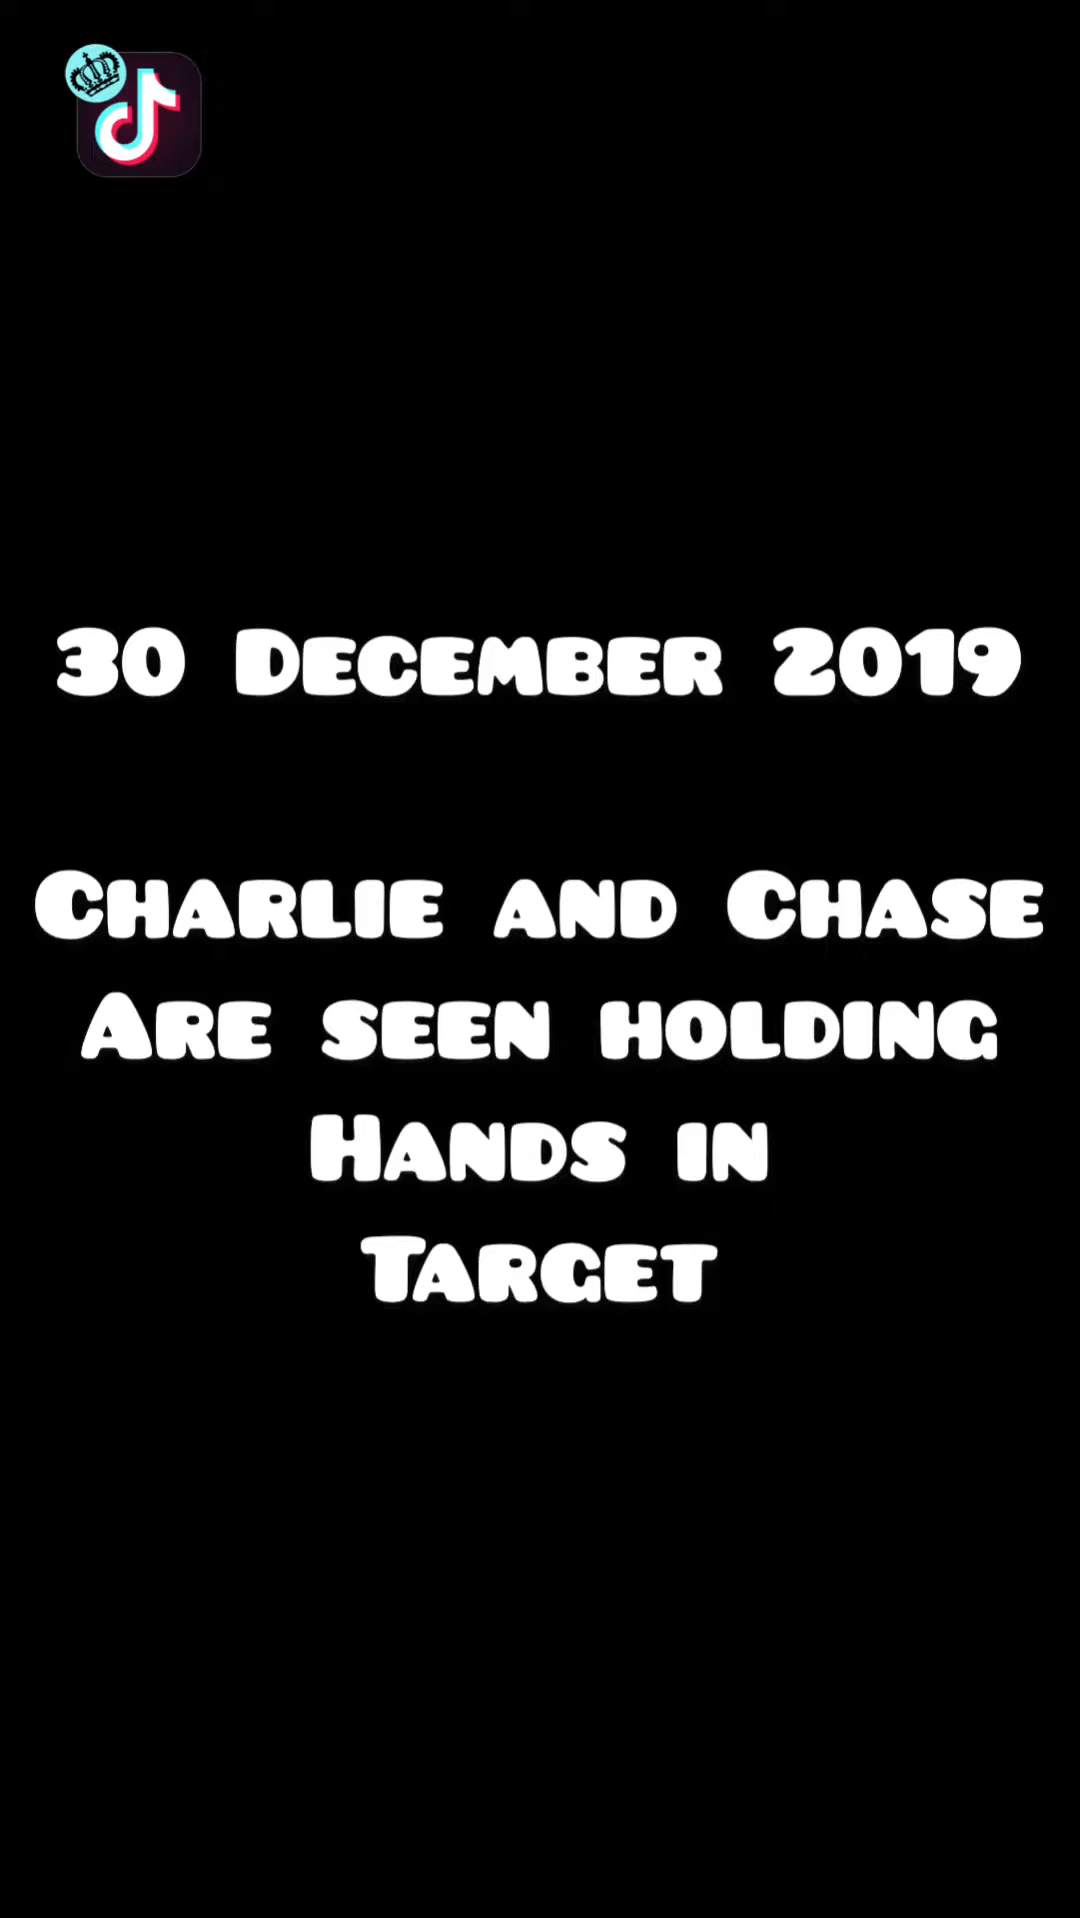 30 December 2019
Charlie and Chase
Are seen holding
Hands in
Target